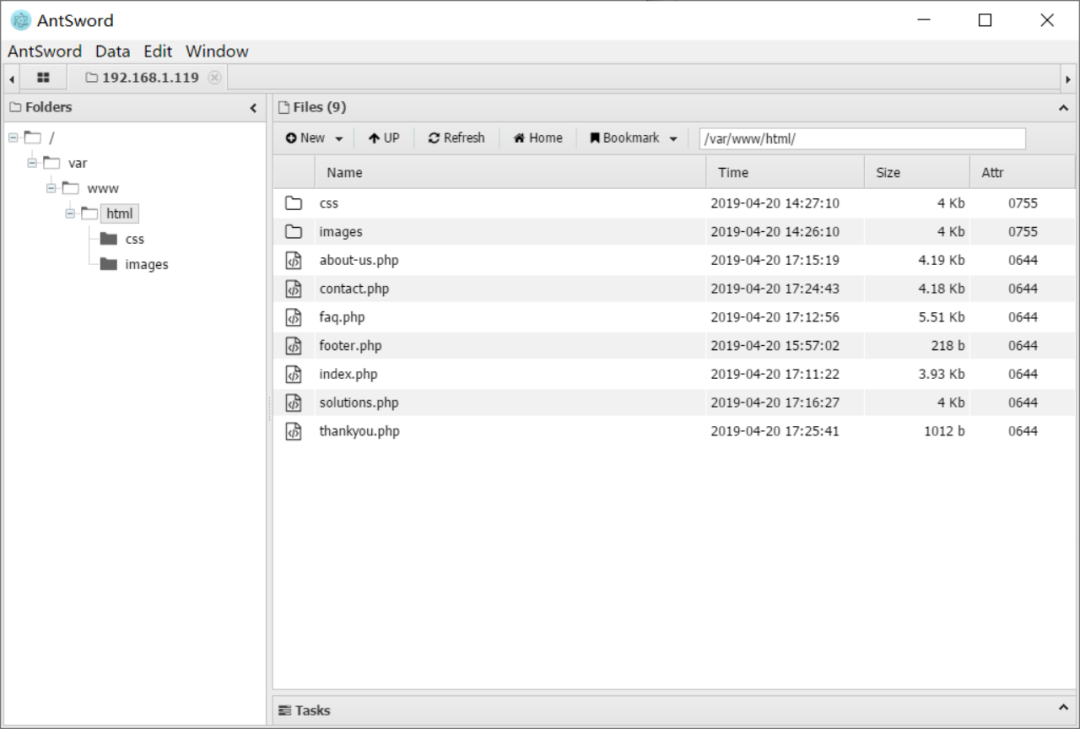 AntSword
AntSword Data Edit Window
192.168.1.119
Folders
Files (9)
New UP Refresh Home Bookmark /var/www/html/
/
var
www
html
css
images
Name Time Size Attr
css 2019-04-20 14:27:10 4 Kb 0755
images 2019-04-20 14:26:10 4 Kb 0755
about-us.php 2019-04-20 17:15:19 4.19 Kb 0644
contact.php 2019-04-20 17:24:43 4.18 Kb 0644
faq.php 2019-04-20 17:12:56 5.51 Kb 0644
footer.php 2019-04-20 15:57:02 218 b 0644
index.php 2019-04-20 17:11:22 3.93 Kb 0644
solutions.php 2019-04-20 17:16:27 4 Kb 0644
thankyou.php 2019-04-20 17:25:41 1012 b 0644
Tasks